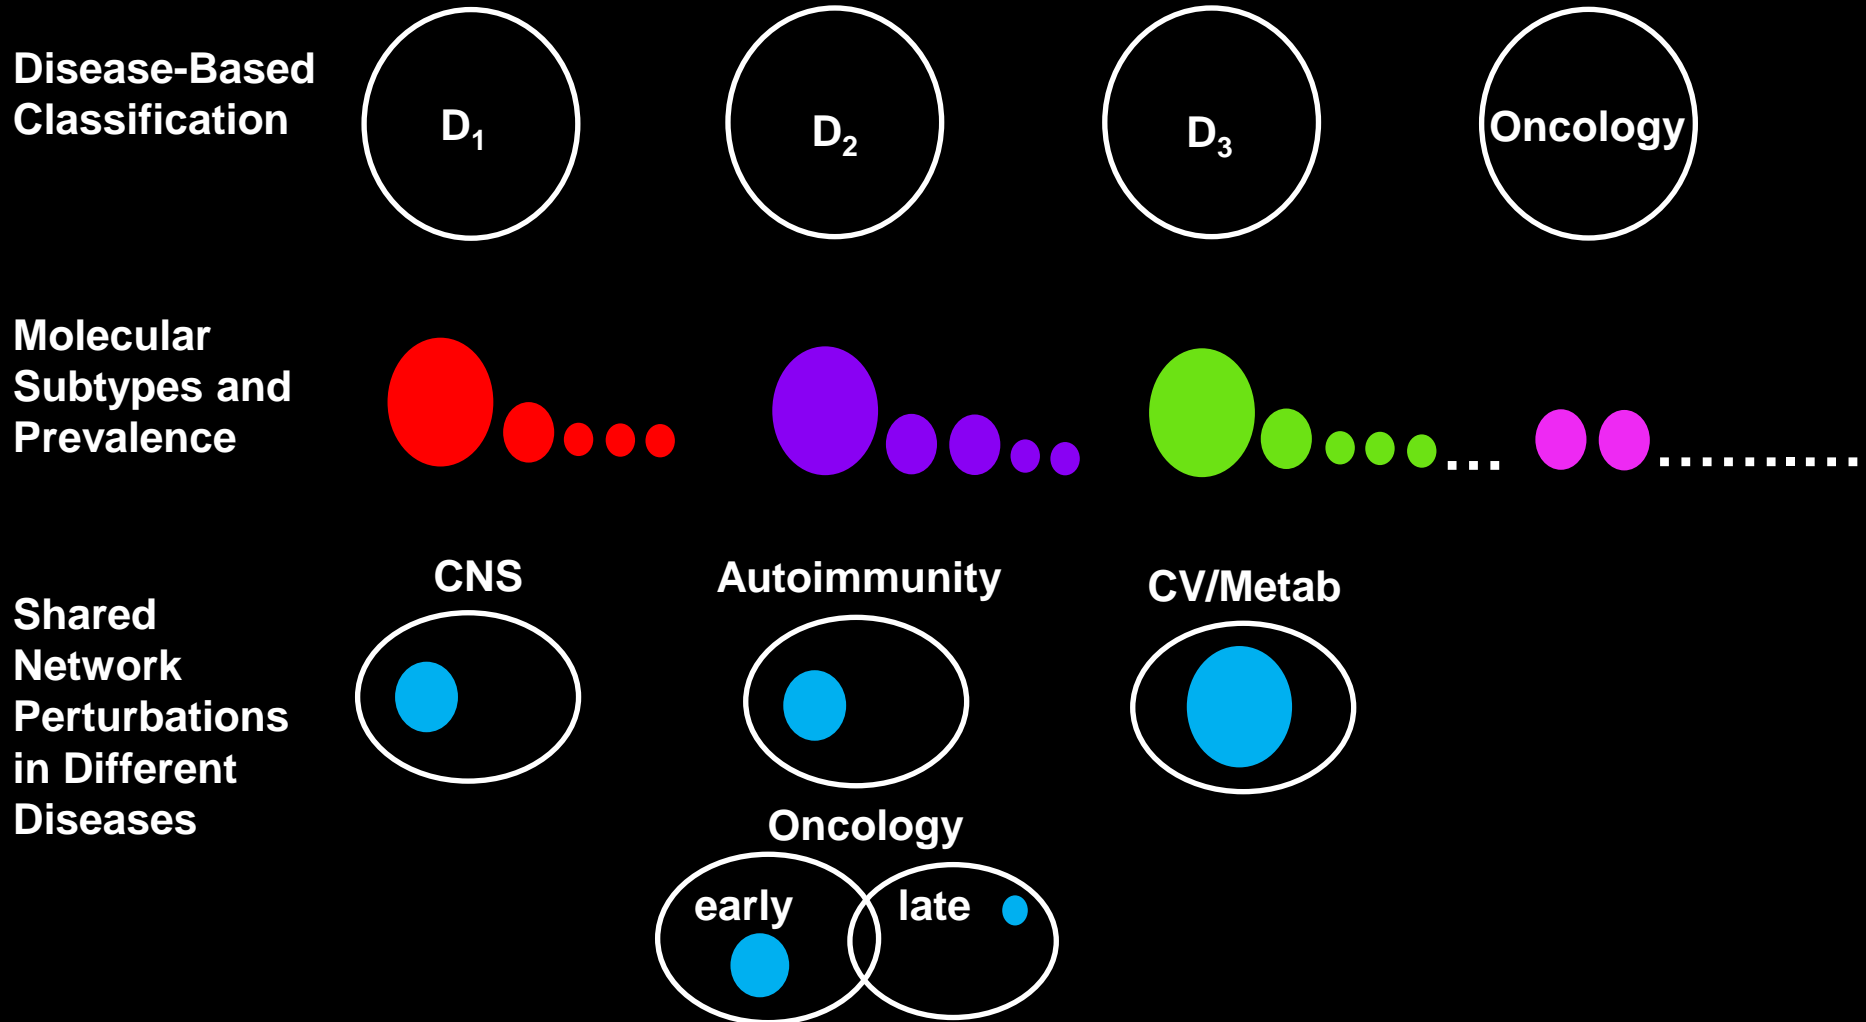 Disease-Based
Classification
D₁
D₂
D₃
Oncology
Molecular
Subtypes and
Prevalence
...
..........
CNS
Autoimmunity
CV/Metab
Shared
Network
Perturbations
in Different
Diseases
Oncology
early
late